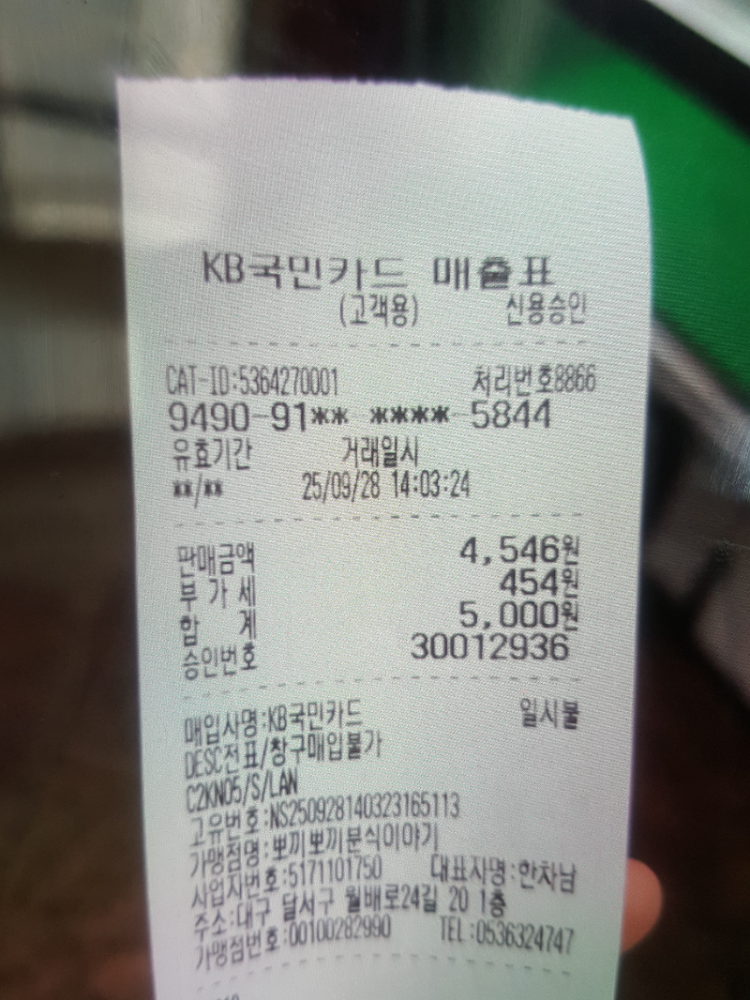 KB국민카드 매출표
(고객용) 신용승인
CAT-ID:5364270001 처리번호8866
9490-91** ****-5844
유효기간 거래일시
**/** 25/09/28 14:03:24
판매금액 4,546원
부 가 세 454원
합 계 5,000원
승인번호 30012936
매입사명:KB국민카드 일시불
DESC전표/창구매입불가
C2KN05/S/LAN
고유번호:NS250928140323165113
가맹점명:뽀끼뽀끼분식이야기
사업자번호:5171101750 대표자명:한차남
주소:대구 달서구 월배로24길 20 1층
가맹점번호:00100282990 TEL:0536324747